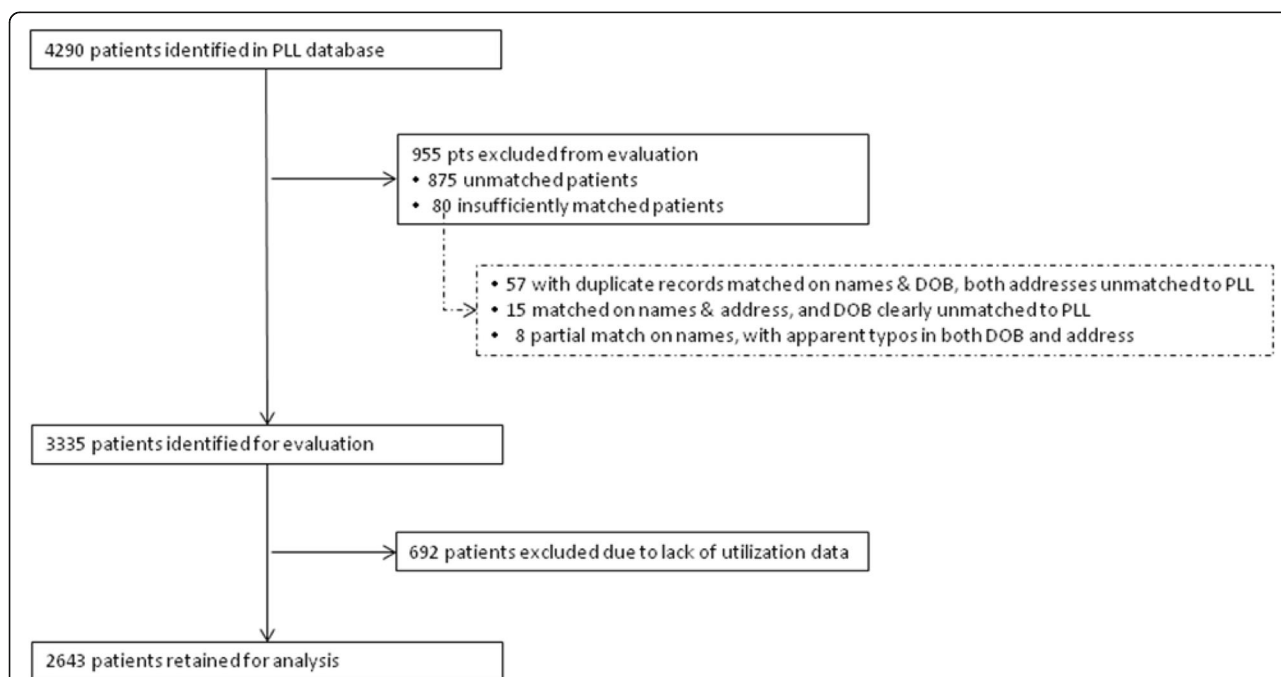 4290 patients identified in PLL database
955 pts excluded from evaluation
• 875 unmatched patients
• 80 insufficiently matched patients
• 57 with duplicate records matched on names & DOB, both addresses unmatched to PLL
• 15 matched on names & address, and DOB clearly unmatched to PLL
• 8 partial match on names, with apparent typos in both DOB and address
3335 patients identified for evaluation
692 patients excluded due to lack of utilization data
2643 patients retained for analysis